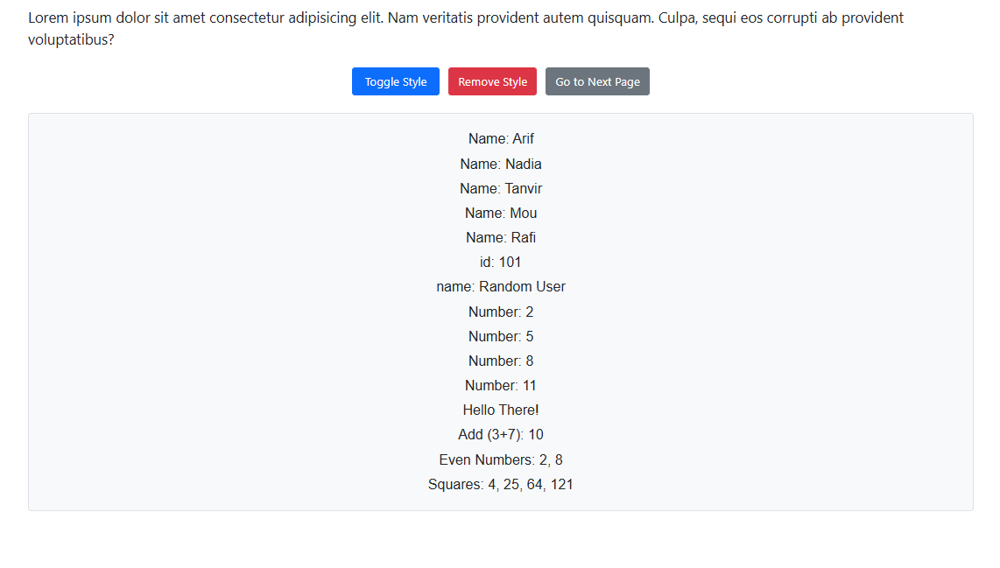 Lorem ipsum dolor sit amet consectetur adipisicing elit. Nam veritatis provident autem quisquam. Culpa, sequi eos corrupti ab provident
voluptatibus?
Toggle Style Remove Style Go to Next Page
Name: Arif
Name: Nadia
Name: Tanvir
Name: Mou
Name: Rafi
id: 101
name: Random User
Number: 2
Number: 5
Number: 8
Number: 11
Hello There!
Add (3+7): 10
Even Numbers: 2, 8
Squares: 4, 25, 64, 121